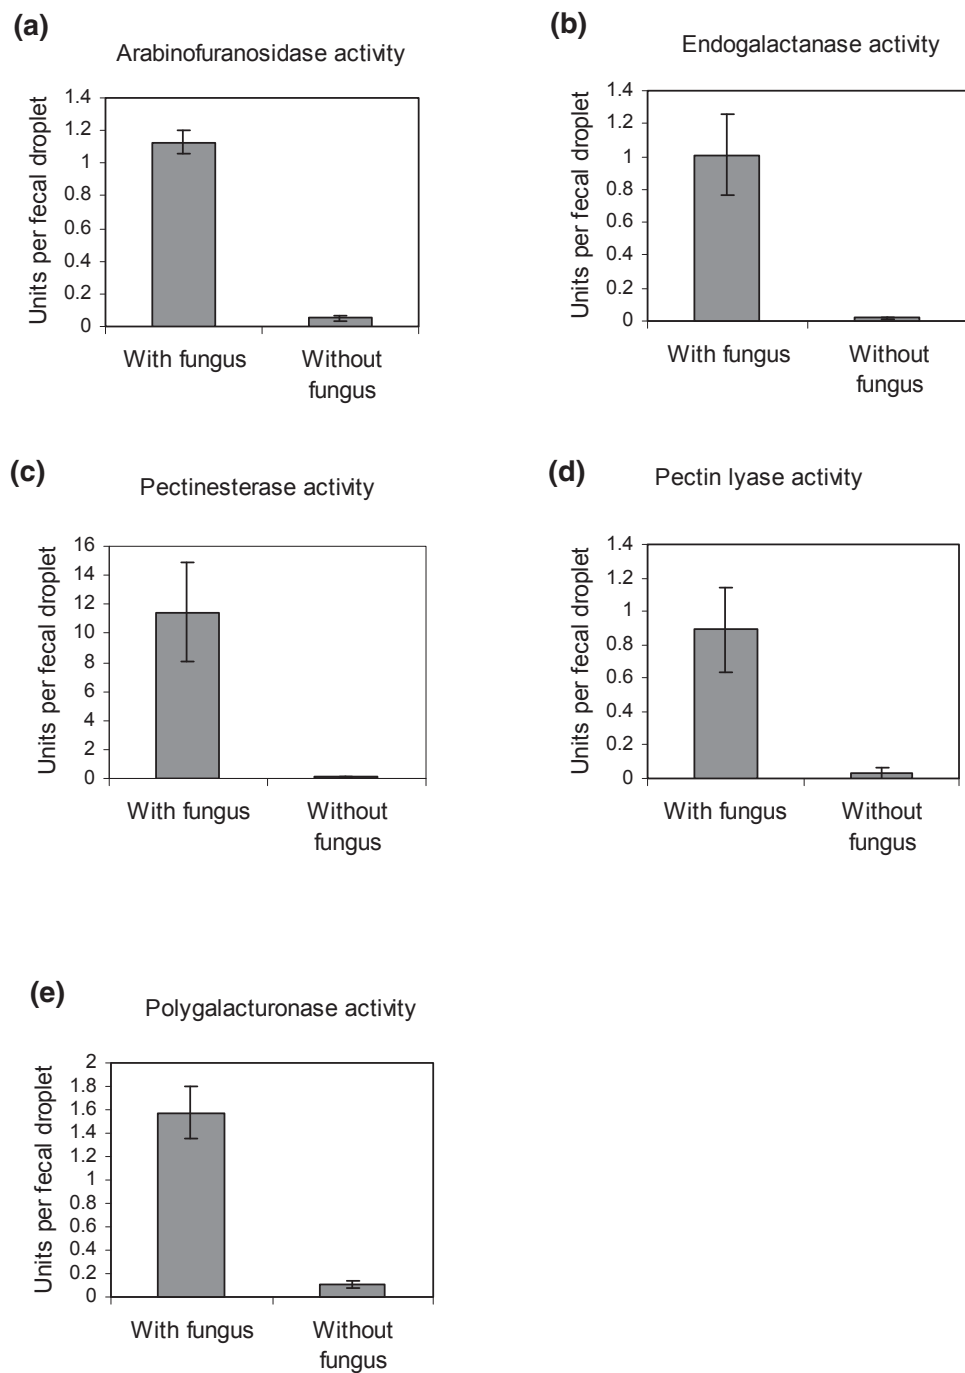 (a)
Arabinofuranosidase activity
Units per fecal droplet
1.4
1.2
1
0.8
0.6
0.4
0.2
0
With fungus
Without
fungus
(b)
Endogalactanase activity
Units per fecal droplet
1.4
1.2
1
0.8
0.6
0.4
0.2
0
With fungus
Without
fungus
(c)
Pectinesterase activity
Units per fecal droplet
16
14
12
10
8
6
4
2
0
With fungus
Without
fungus
(d)
Pectin lyase activity
Units per fecal droplet
1.4
1.2
1
0.8
0.6
0.4
0.2
0
With fungus
Without
fungus
(e)
Polygalacturonase activity
Units per fecal droplet
2
1.8
1.6
1.4
1.2
1
0.8
0.6
0.4
0.2
0
With fungus
Without
fungus